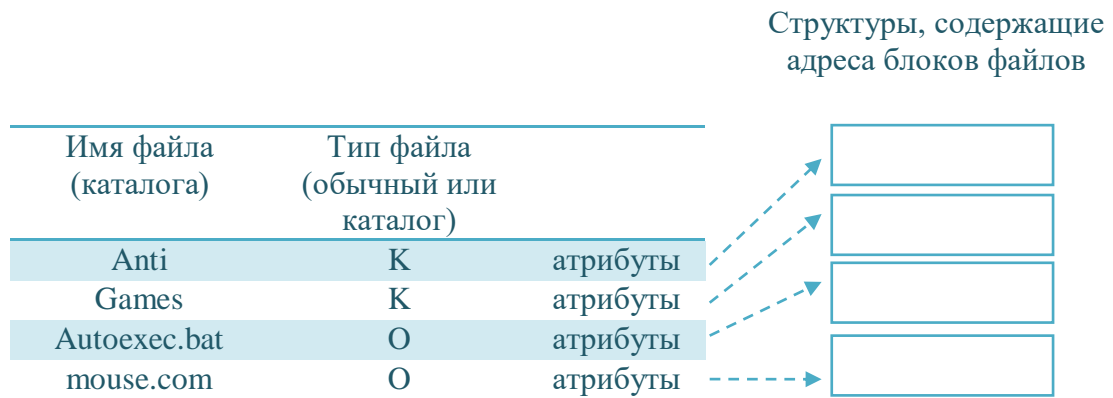 Структуры, содержащие
адреса блоков файлов
Имя файла
(каталога)
Тип файла
(обычный или
каталог)
Anti К атрибуты
Games К атрибуты
Autoexec.bat О атрибуты
mouse.com О атрибуты